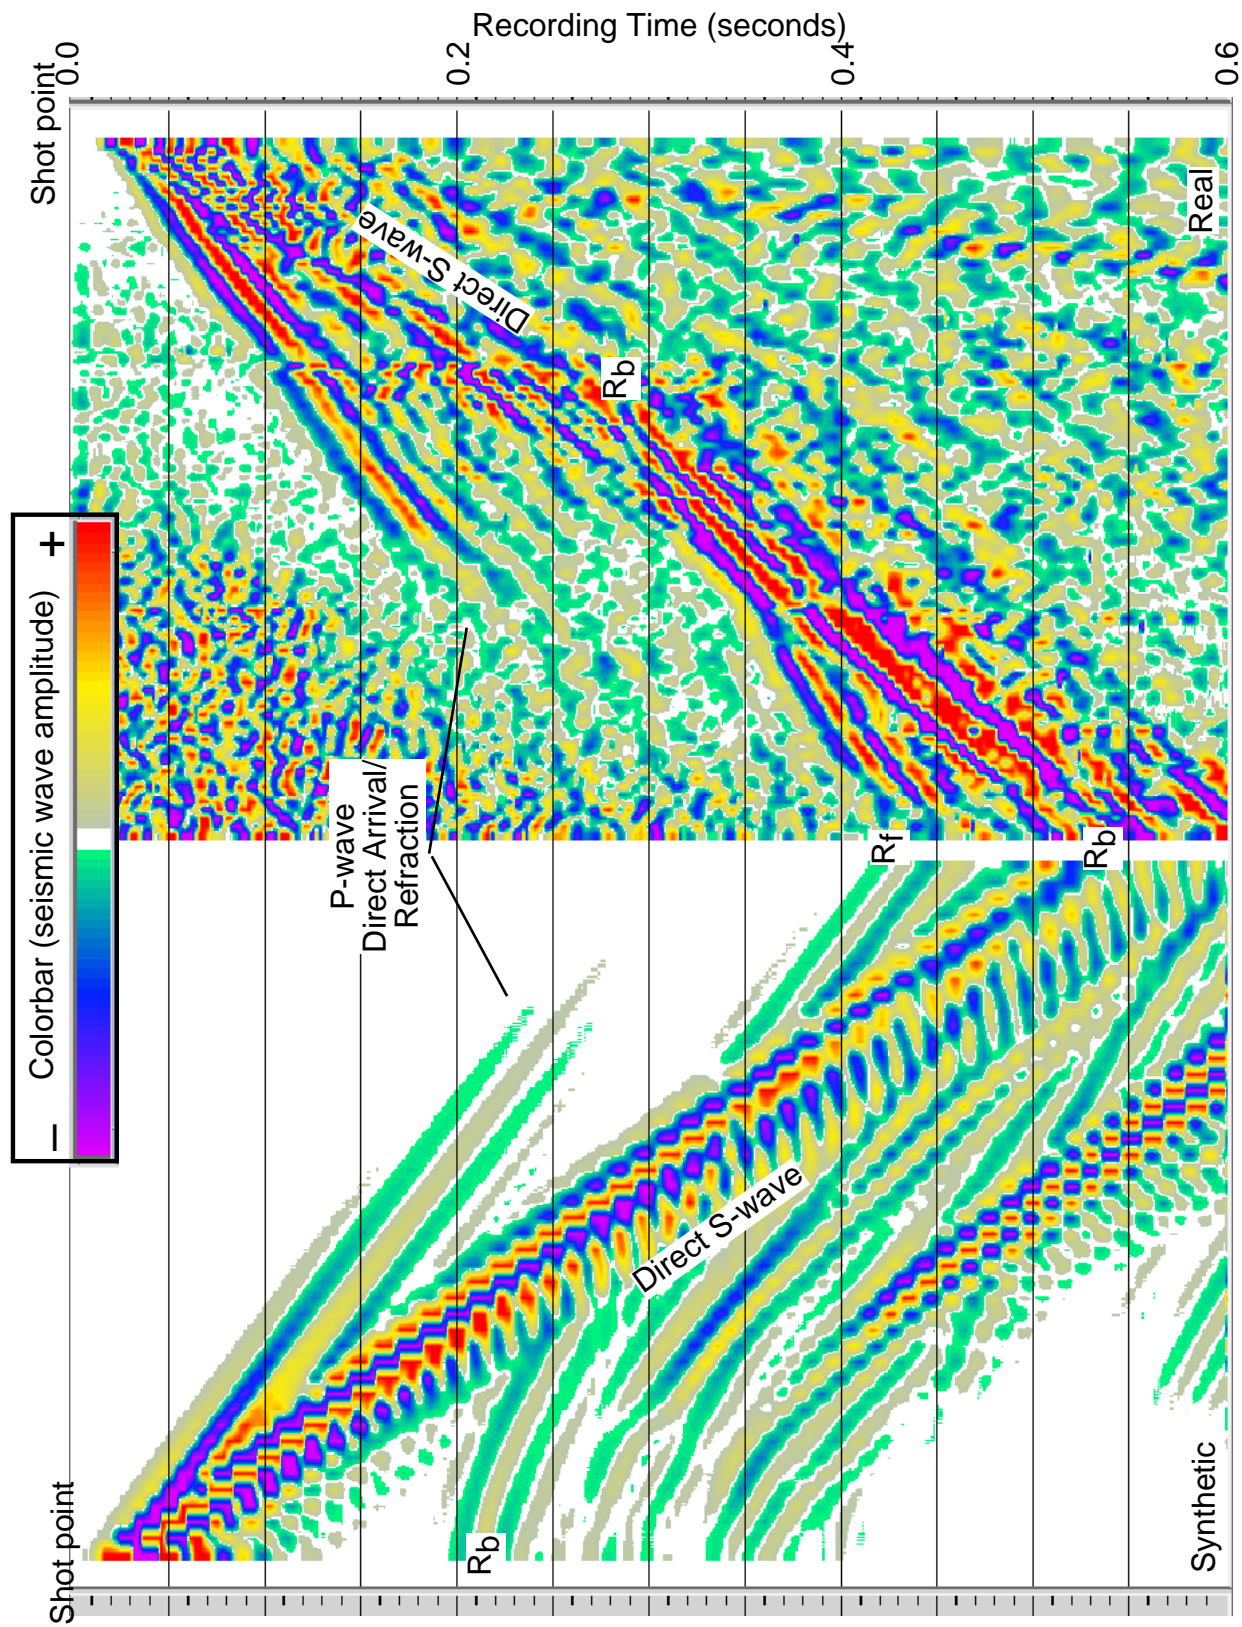 Recording Time (seconds)
0.0
0.2
0.4
0.6
Shot point
Real
Direct S-wave
Rb
+
Colorbar (seismic wave amplitude)
–
P-wave
Direct Arrival/
Refraction
Rf
Rb
Direct S-wave
Rb
Shot point
Synthetic